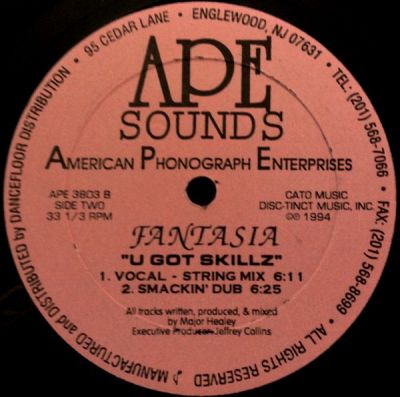 ♪ MANUFACTURED and DISTRIBUTED by DANCEFLOOR DISTRIBUTION • 95 CEDAR LANE • ENGLEWOOD, NJ 07631 • TEL: (201) 568-7066 • FAX: (201) 568-8699 • ALL RIGHTS RESERVED
APE
SOUNDS
AMERICAN PHONOGRAPH ENTERPRISES
APE 3603 B
SIDE TWO
33 1/3 RPM
CATO MUSIC
DISC-TINCT MUSIC, INC.
©℗ 1994
FANTASIA
"U GOT SKILLZ"
1. VOCAL - STRING MIX 6:11
2. SMACKIN' DUB 6:25
All tracks written, produced, & mixed
by Major Healey
Executive Producer Jeffrey Collins